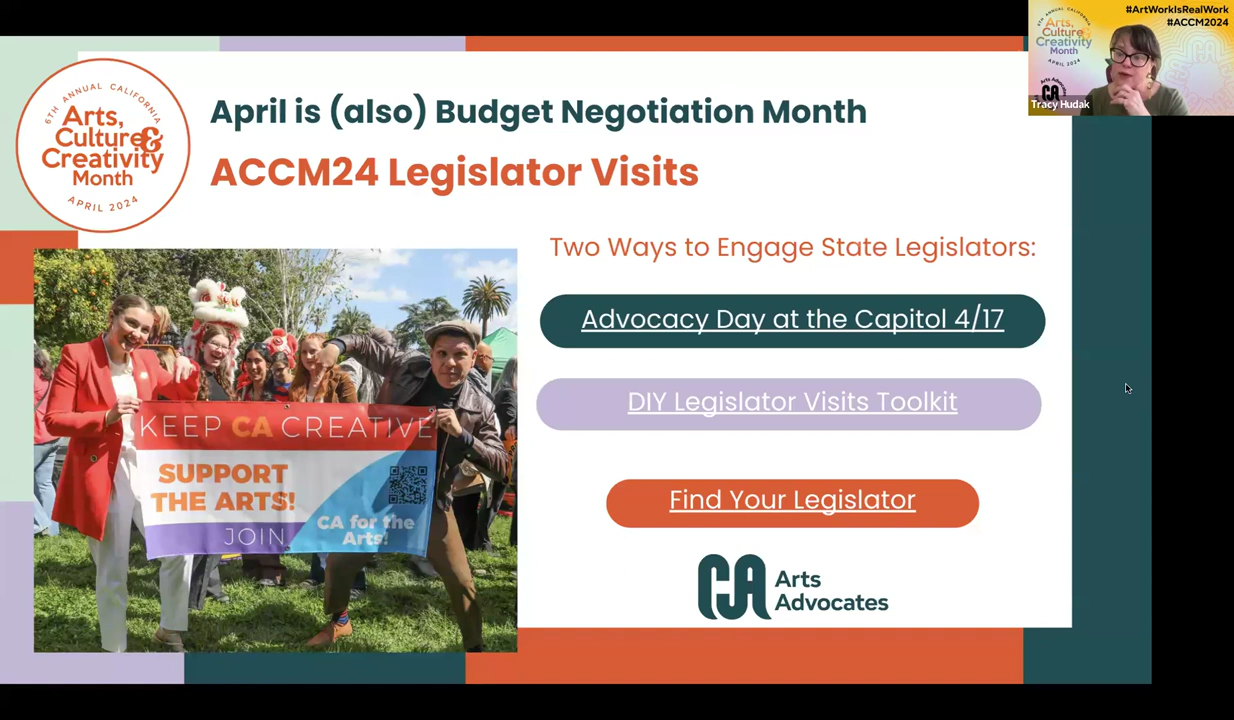 #ArtWorkIsRealWork
#ACCM2024
6TH ANNUAL CALIFORNIA
Arts,
Culture &
Creativity
Month
APRIL 2024
Tracy Hudak
6TH ANNUAL CALIFORNIA
Arts,
Culture &
Creativity
Month
APRIL 2024
April is (also) Budget Negotiation Month
ACCM24 Legislator Visits
Two Ways to Engage State Legislators:
Advocacy Day at the Capitol 4/17
DIY Legislator Visits Toolkit
Find Your Legislator
CA Arts
Advocates
KEEP CA CREATIVE
SUPPORT
THE ARTS!
JOIN
CA for the
Arts!